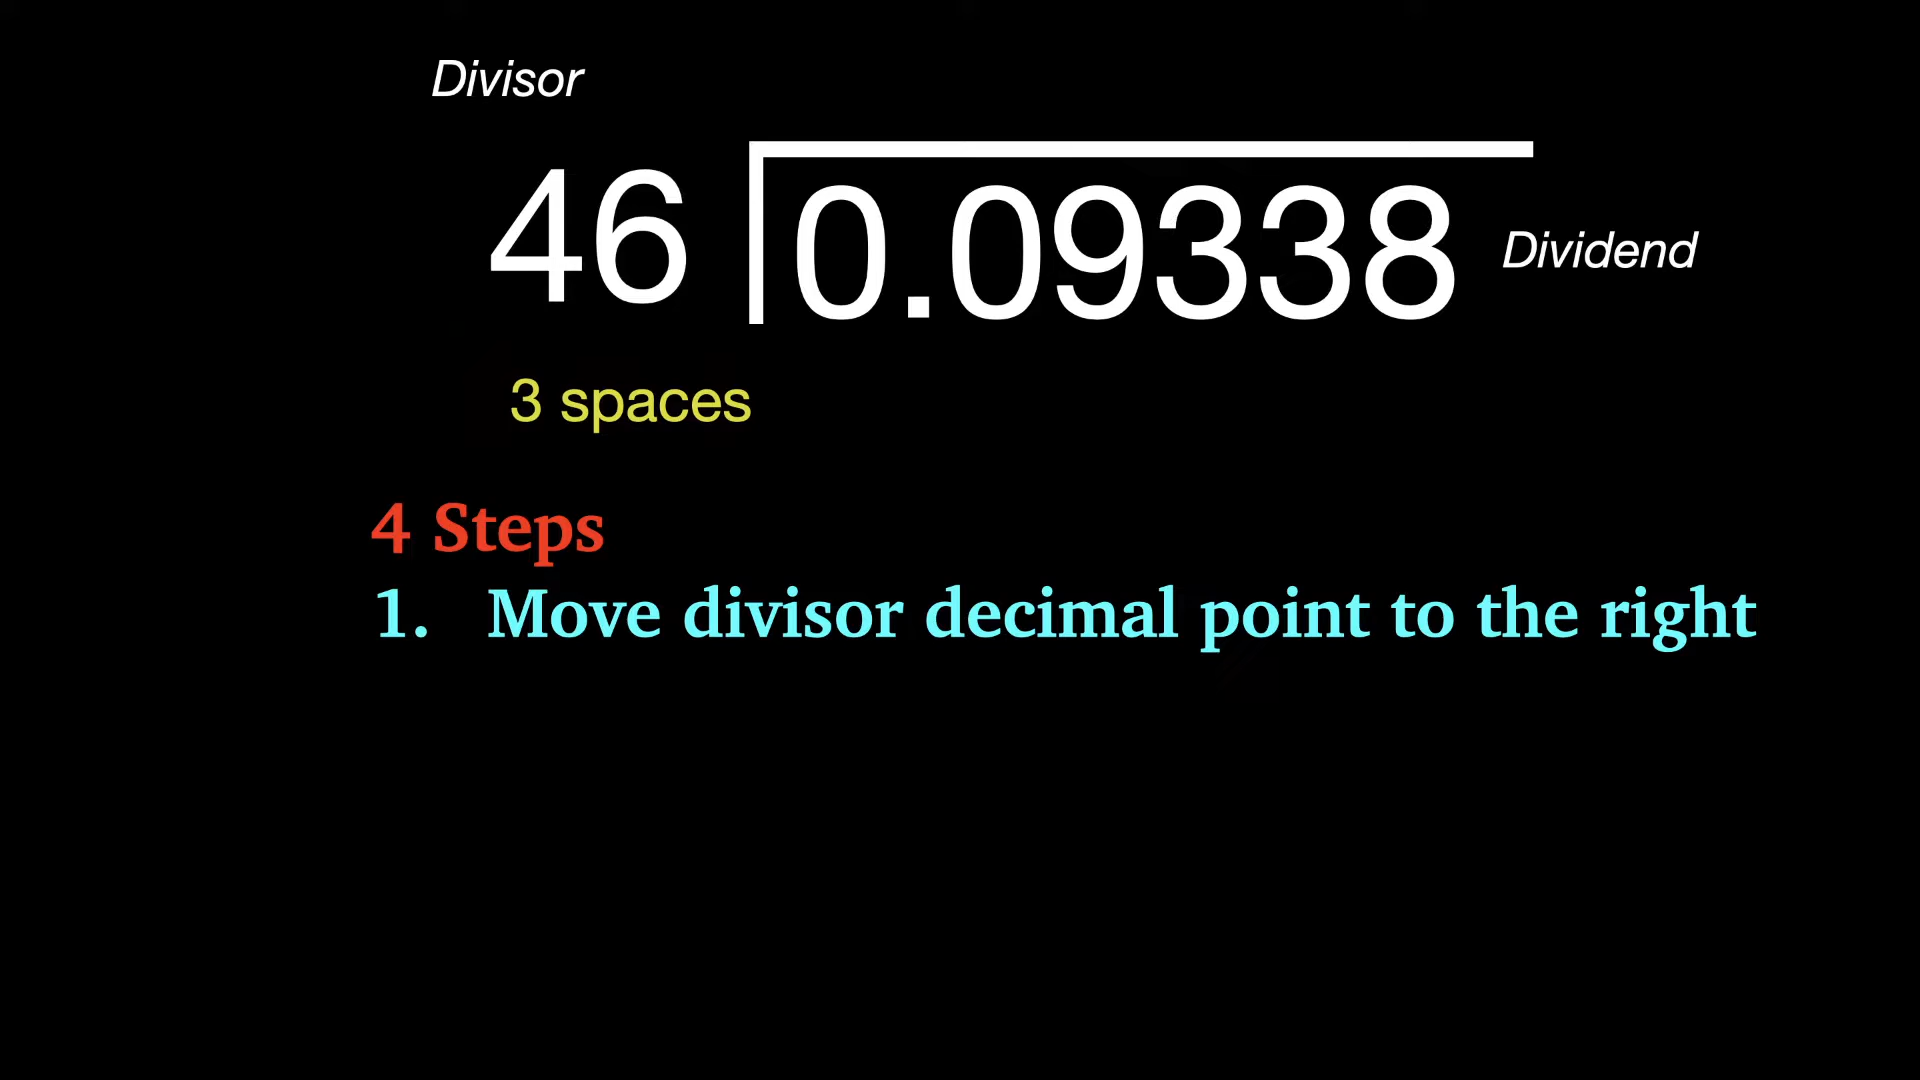 Divisor
46 0.09338 Dividend
3 spaces
4 Steps
1. Move divisor decimal point to the right